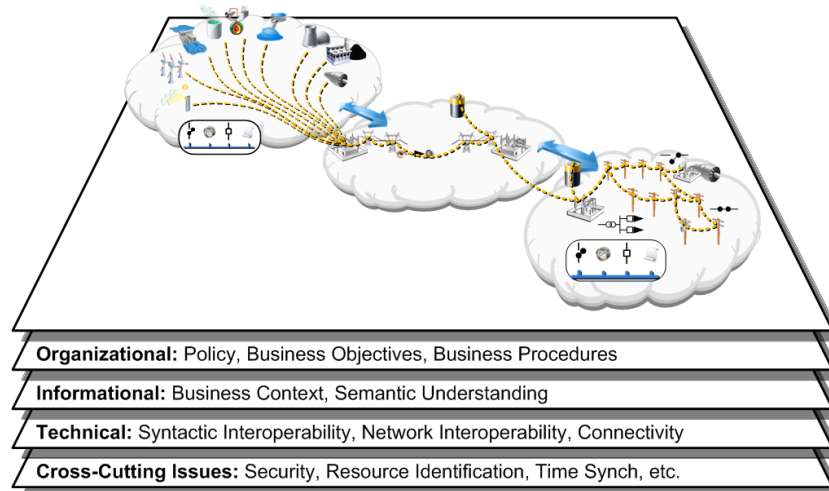 Organizational: Policy, Business Objectives, Business Procedures
Informational: Business Context, Semantic Understanding
Technical: Syntactic Interoperability, Network Interoperability, Connectivity
Cross-Cutting Issues: Security, Resource Identification, Time Synch, etc.